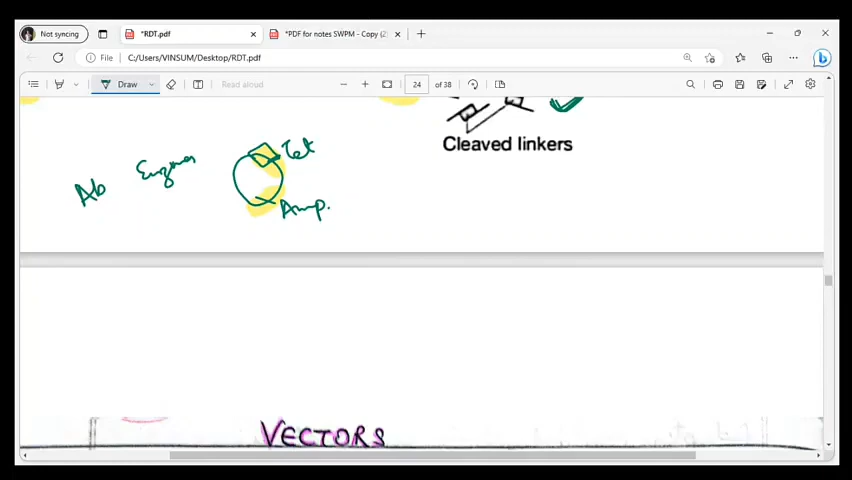 Not syncing
*RDT.pdf
*PDF for notes SWPM - Copy (2)
File
C:/Users/VINSUM/Desktop/RDT.pdf
Draw
Read aloud
24
of 38
Cleaved linkers
Tet
Ab
Amp.
VECTORS